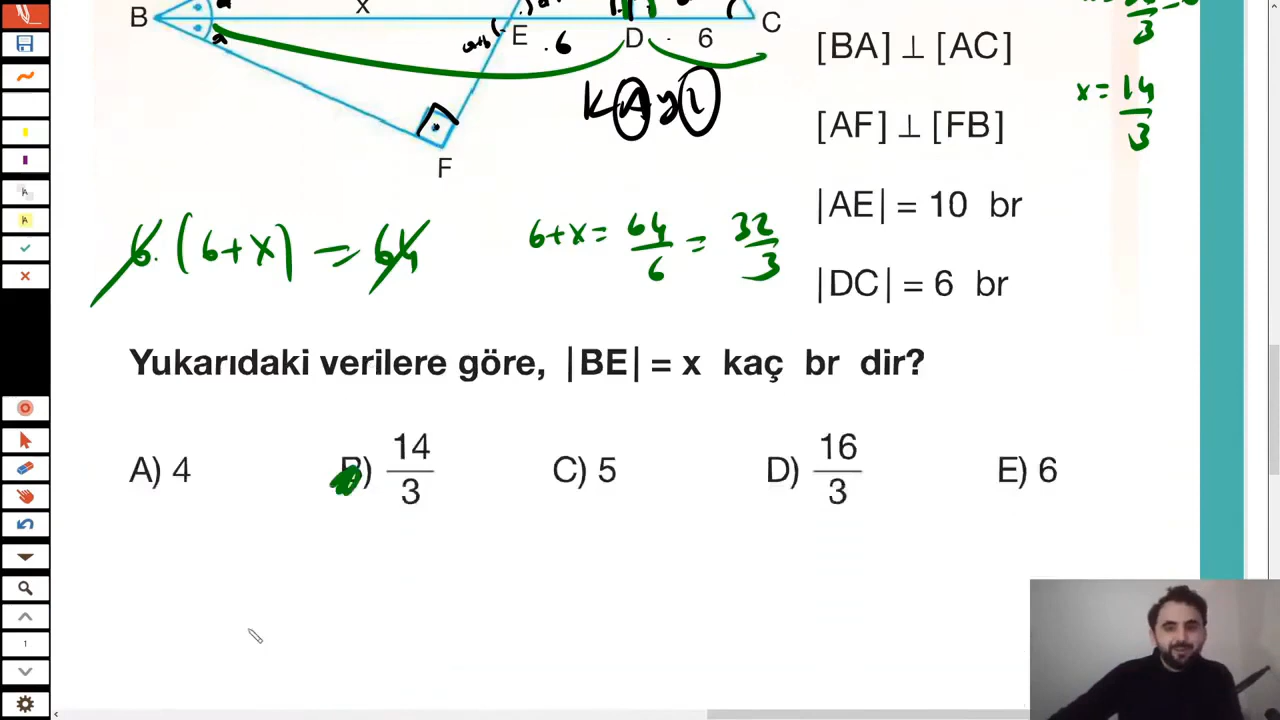 B x E .6 D 6 C
[BA] ⊥ [AC]
x = 14/3
KAYI
[AF] ⊥ [FB]
F
|AE| = 10 br
6.(6+x) = 64
6+x = 64/6 = 32/3
|DC| = 6 br
Yukarıdaki verilere göre, |BE| = x kaç br dir?
A) 4 B) 14/3 C) 5 D) 16/3 E) 6